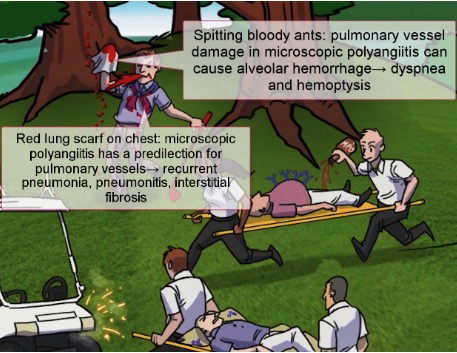 Spitting bloody ants: pulmonary vessel
damage in microscopic polyangiitis can
cause alveolar hemorrhage→ dyspnea
and hemoptysis
Red lung scarf on chest: microscopic
polyangiitis has a predilection for
pulmonary vessels→ recurrent
pneumonia, pneumonitis, interstitial
fibrosis